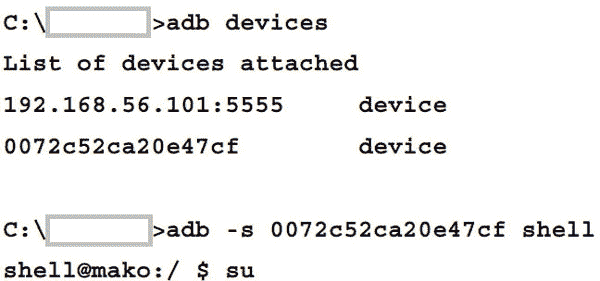 C:\ >adb devices
List of devices attached
192.168.56.101:5555 device
0072c52ca20e47cf device
C:\ >adb -s 0072c52ca20e47cf shell
shell@mako:/ $ su